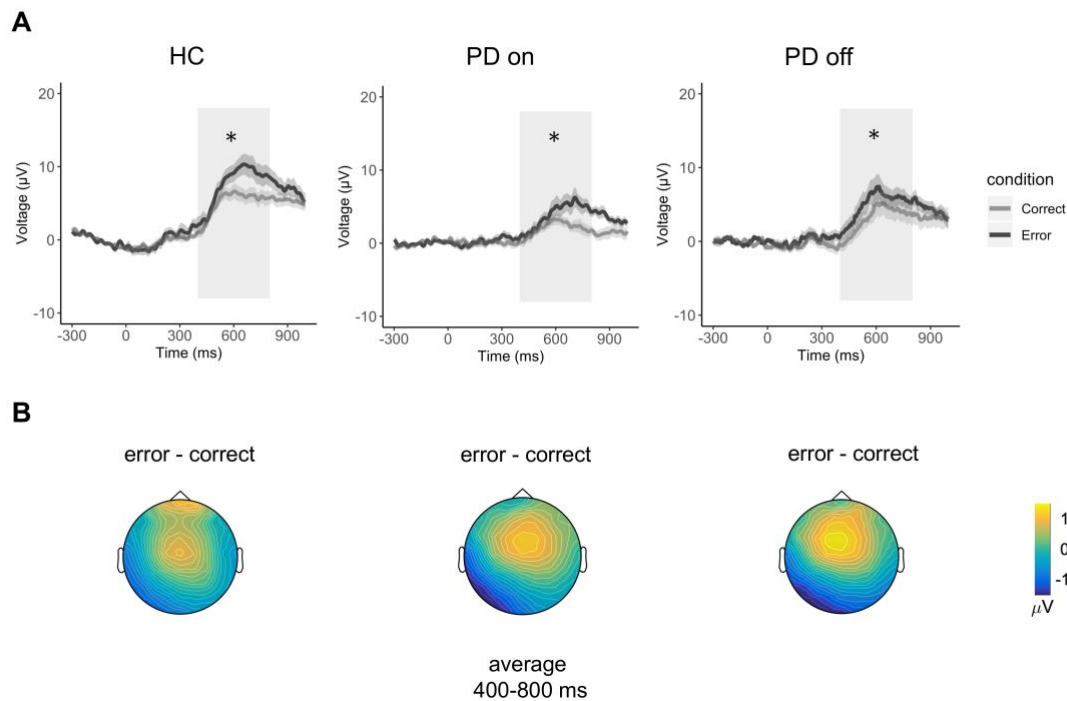 A
HC
PD on
PD off
20
10
0
-10
Voltage (µV)
-300 0 300 600 900
Time (ms)
*
20
10
0
-10
Voltage (µV)
-300 0 300 600 900
Time (ms)
*
20
10
0
-10
Voltage (µV)
-300 0 300 600 900
Time (ms)
*
condition
Correct
Error
B
error - correct
error - correct
error - correct
1
0
-1
µV
average
400-800 ms